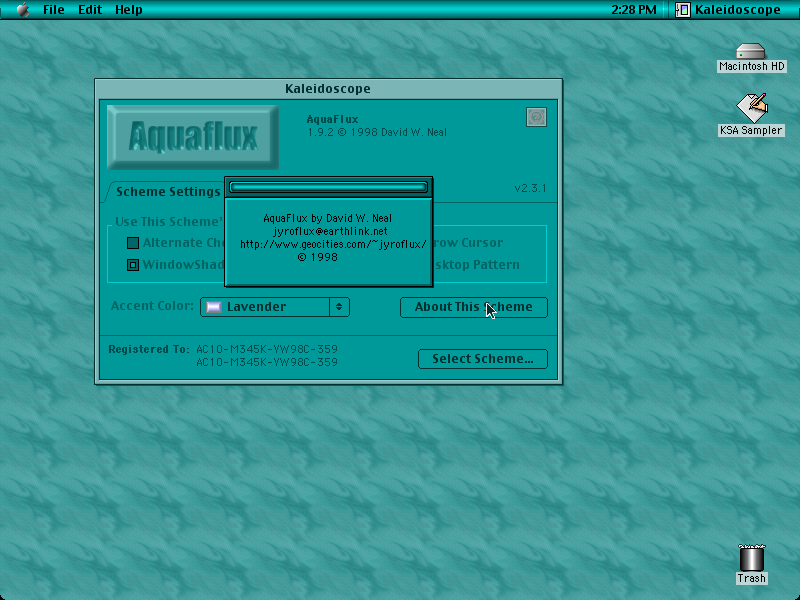 File Edit Help
2:28 PM Kaleidoscope
Macintosh HD
KSA Sampler
Kaleidoscope
Aquaflux
AquaFlux
1.9.2 © 1998 David W. Neal
Scheme Settings
v2.3.1
AquaFlux by David W. Neal
jyroflux@earthlink.net
http://www.geocities.com/~jyroflux/
© 1998
Use This Scheme'
Alternate Ch
row Cursor
WindowShad
sktop Pattern
Accent Color: Lavender
About This Scheme
Registered To: AC10-M345K-YW98C-359
AC10-M345K-YW98C-359
Select Scheme...
Trash